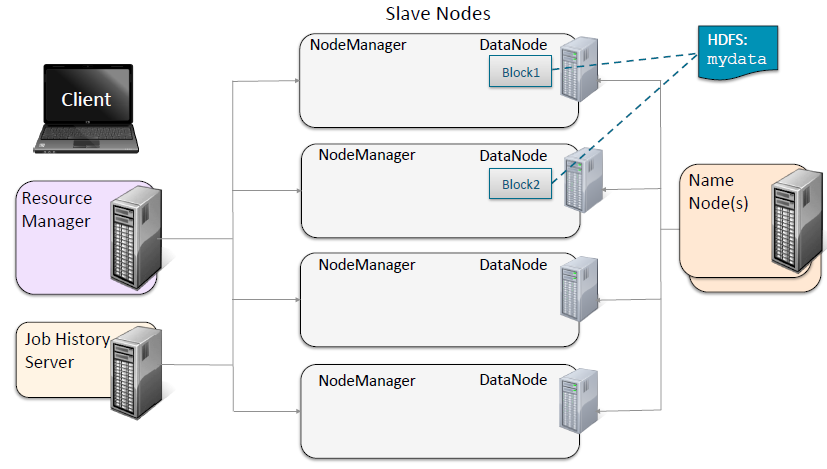 Slave Nodes
NodeManager DataNode
Block1
HDFS:
mydata
Client
NodeManager DataNode
Block2
Resource
Manager
Name
Node(s)
NodeManager DataNode
Job History
Server
NodeManager DataNode